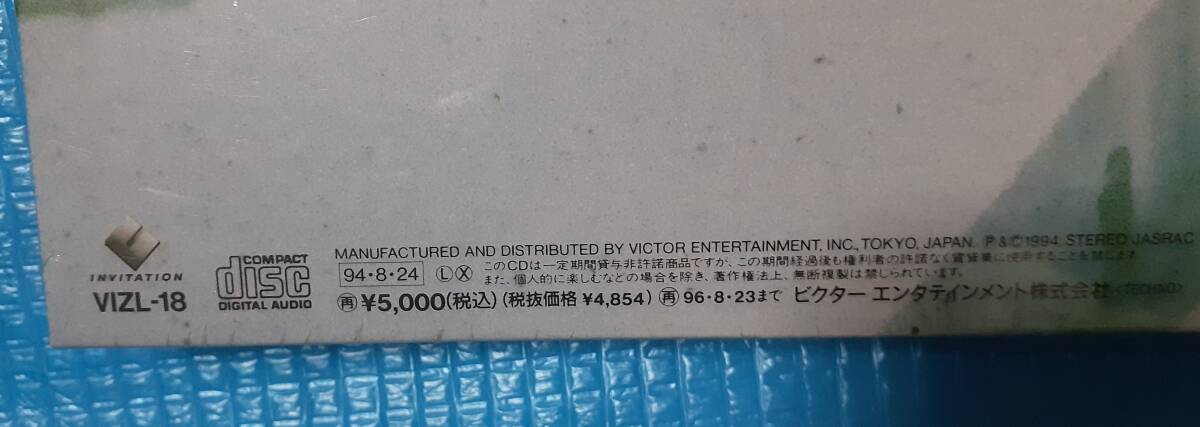 INVITATION
VIZL-18
COMPACT
disc
DIGITAL AUDIO
MANUFACTURED AND DISTRIBUTED BY VICTOR ENTERTAINMENT, INC., TOKYO, JAPAN. P & C 1994 STEREO JASRAC
94・8・24 Ⓛ Ⓧ このCDは一定期間貸与非許諾商品ですが、この期間経過後も権利者の許諾なく賃貸業に使用することを禁じます
また、個人的に楽しむなどの場合を除き、著作権法上、無断複製は禁じられています。
㊢ ¥5,000(税込)(税抜価格 ¥4,854) 再 96・8・23まで ビクター エンタテインメント株式会社 〈TECHNO〉